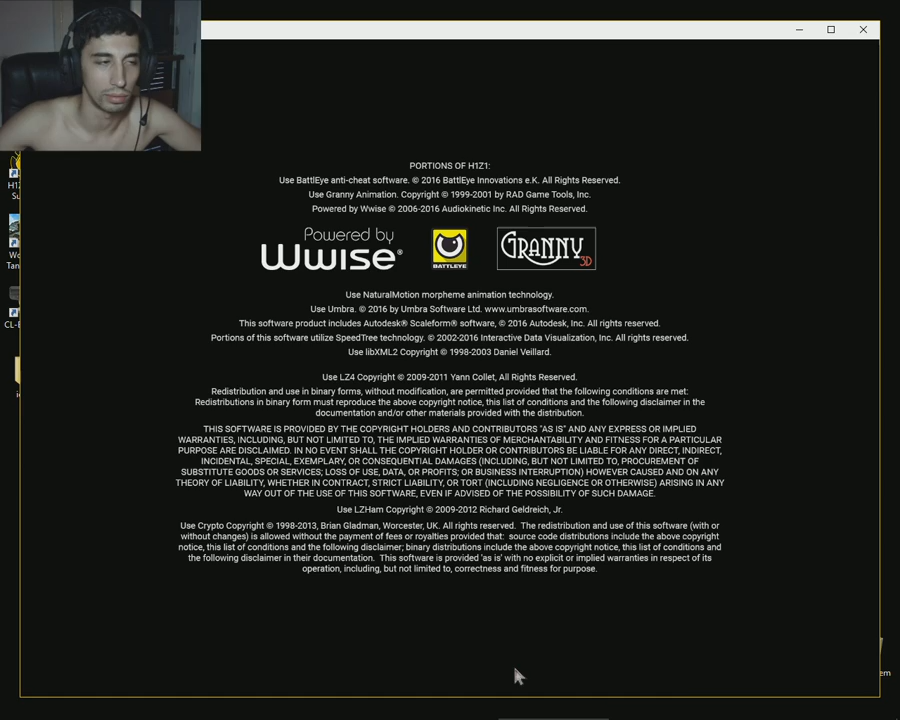 PORTIONS OF H1Z1:
Use BattlEye anti-cheat software. © 2016 BattlEye Innovations e.K. All Rights Reserved.
Use Granny Animation. Copyright © 1999-2001 by RAD Game Tools, Inc.
Powered by Wwise © 2006-2016 Audiokinetic Inc. All Rights Reserved.
Powered by
Wwise®
BATTLEYE
GRANNY
3D
Use NaturalMotion morpheme animation technology.
Use Umbra. © 2016 by Umbra Software Ltd. www.umbrasoftware.com.
This software product includes Autodesk® Scaleform® software, © 2016 Autodesk, Inc. All rights reserved.
Portions of this software utilize SpeedTree technology. © 2002-2016 Interactive Data Visualization, Inc. All rights reserved.
Use libXML2 Copyright © 1998-2003 Daniel Veillard.
Use LZ4 Copyright © 2009-2011 Yann Collet, All Rights Reserved.
Redistribution and use in binary forms, without modification, are permitted provided that the following conditions are met:
Redistributions in binary form must reproduce the above copyright notice, this list of conditions and the following disclaimer in the
documentation and/or other materials provided with the distribution.
THIS SOFTWARE IS PROVIDED BY THE COPYRIGHT HOLDERS AND CONTRIBUTORS "AS IS" AND ANY EXPRESS OR IMPLIED
WARRANTIES, INCLUDING, BUT NOT LIMITED TO, THE IMPLIED WARRANTIES OF MERCHANTABILITY AND FITNESS FOR A PARTICULAR
PURPOSE ARE DISCLAIMED. IN NO EVENT SHALL THE COPYRIGHT HOLDER OR CONTRIBUTORS BE LIABLE FOR ANY DIRECT, INDIRECT,
INCIDENTAL, SPECIAL, EXEMPLARY, OR CONSEQUENTIAL DAMAGES (INCLUDING, BUT NOT LIMITED TO, PROCUREMENT OF
SUBSTITUTE GOODS OR SERVICES; LOSS OF USE, DATA, OR PROFITS; OR BUSINESS INTERRUPTION) HOWEVER CAUSED AND ON ANY
THEORY OF LIABILITY, WHETHER IN CONTRACT, STRICT LIABILITY, OR TORT (INCLUDING NEGLIGENCE OR OTHERWISE) ARISING IN ANY
WAY OUT OF THE USE OF THIS SOFTWARE, EVEN IF ADVISED OF THE POSSIBILITY OF SUCH DAMAGE.
Use LZHam Copyright © 2009-2012 Richard Geldreich, Jr.
Use Crypto Copyright © 1998-2013, Brian Gladman, Worcester, UK. All rights reserved. The redistribution and use of this software (with or
without changes) is allowed without the payment of fees or royalties provided that: source code distributions include the above copyright
notice, this list of conditions and the following disclaimer; binary distributions include the above copyright notice, this list of conditions and
the following disclaimer in their documentation. This software is provided 'as is' with no explicit or implied warranties in respect of its
operation, including, but not limited to, correctness and fitness for purpose.